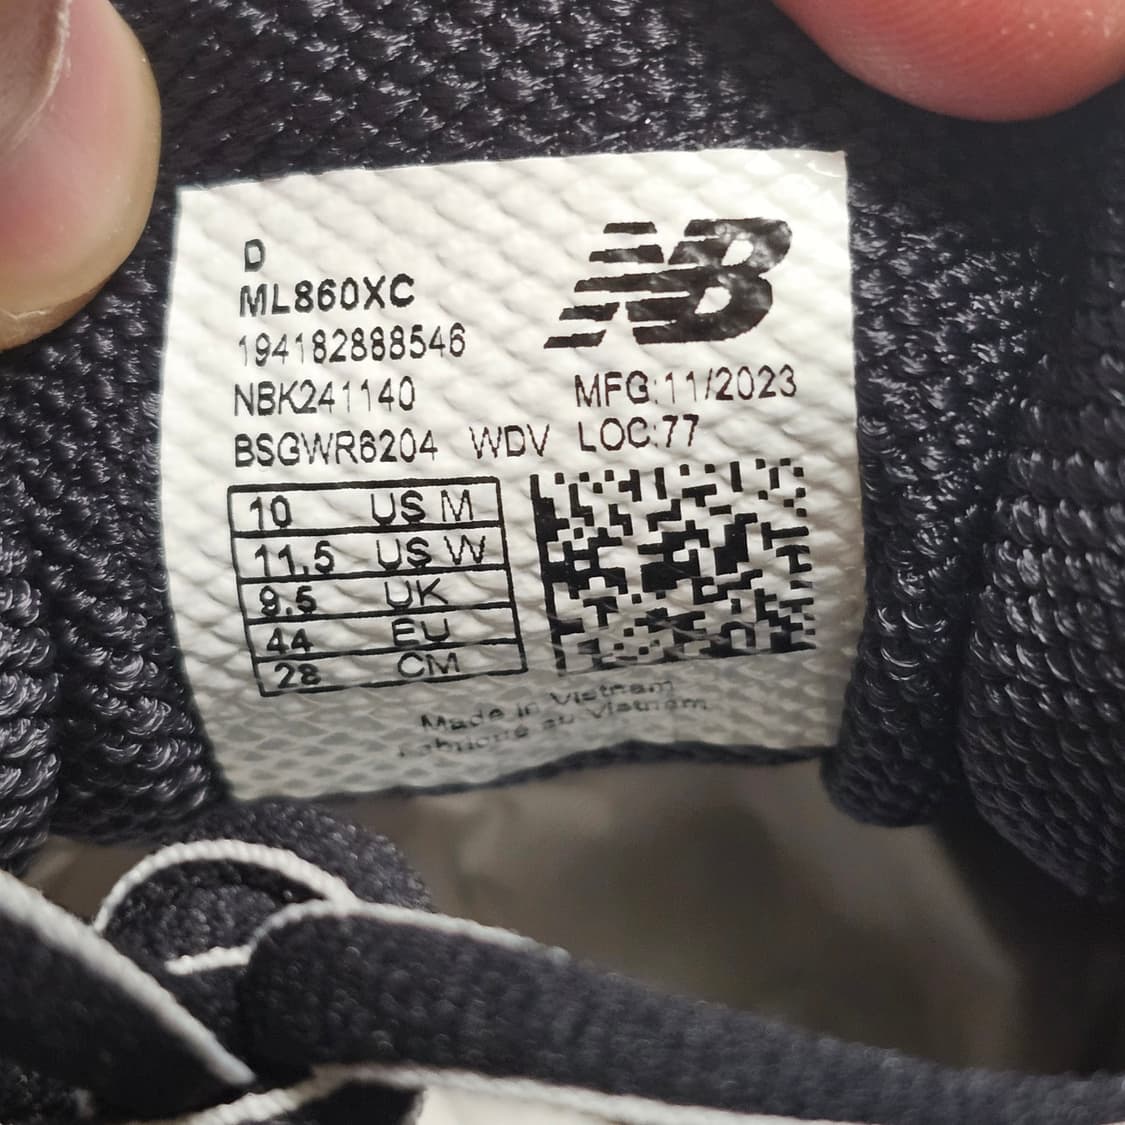 D
ML860XC
194182888546
NBK241140
BSGWR6204 WDV
NB
MFG:11/2023
LOC:77
10 US M
11.5 US W
9.5 UK
44 EU
28 CM
Made in Vietnam
Fabriqué au Vietnam